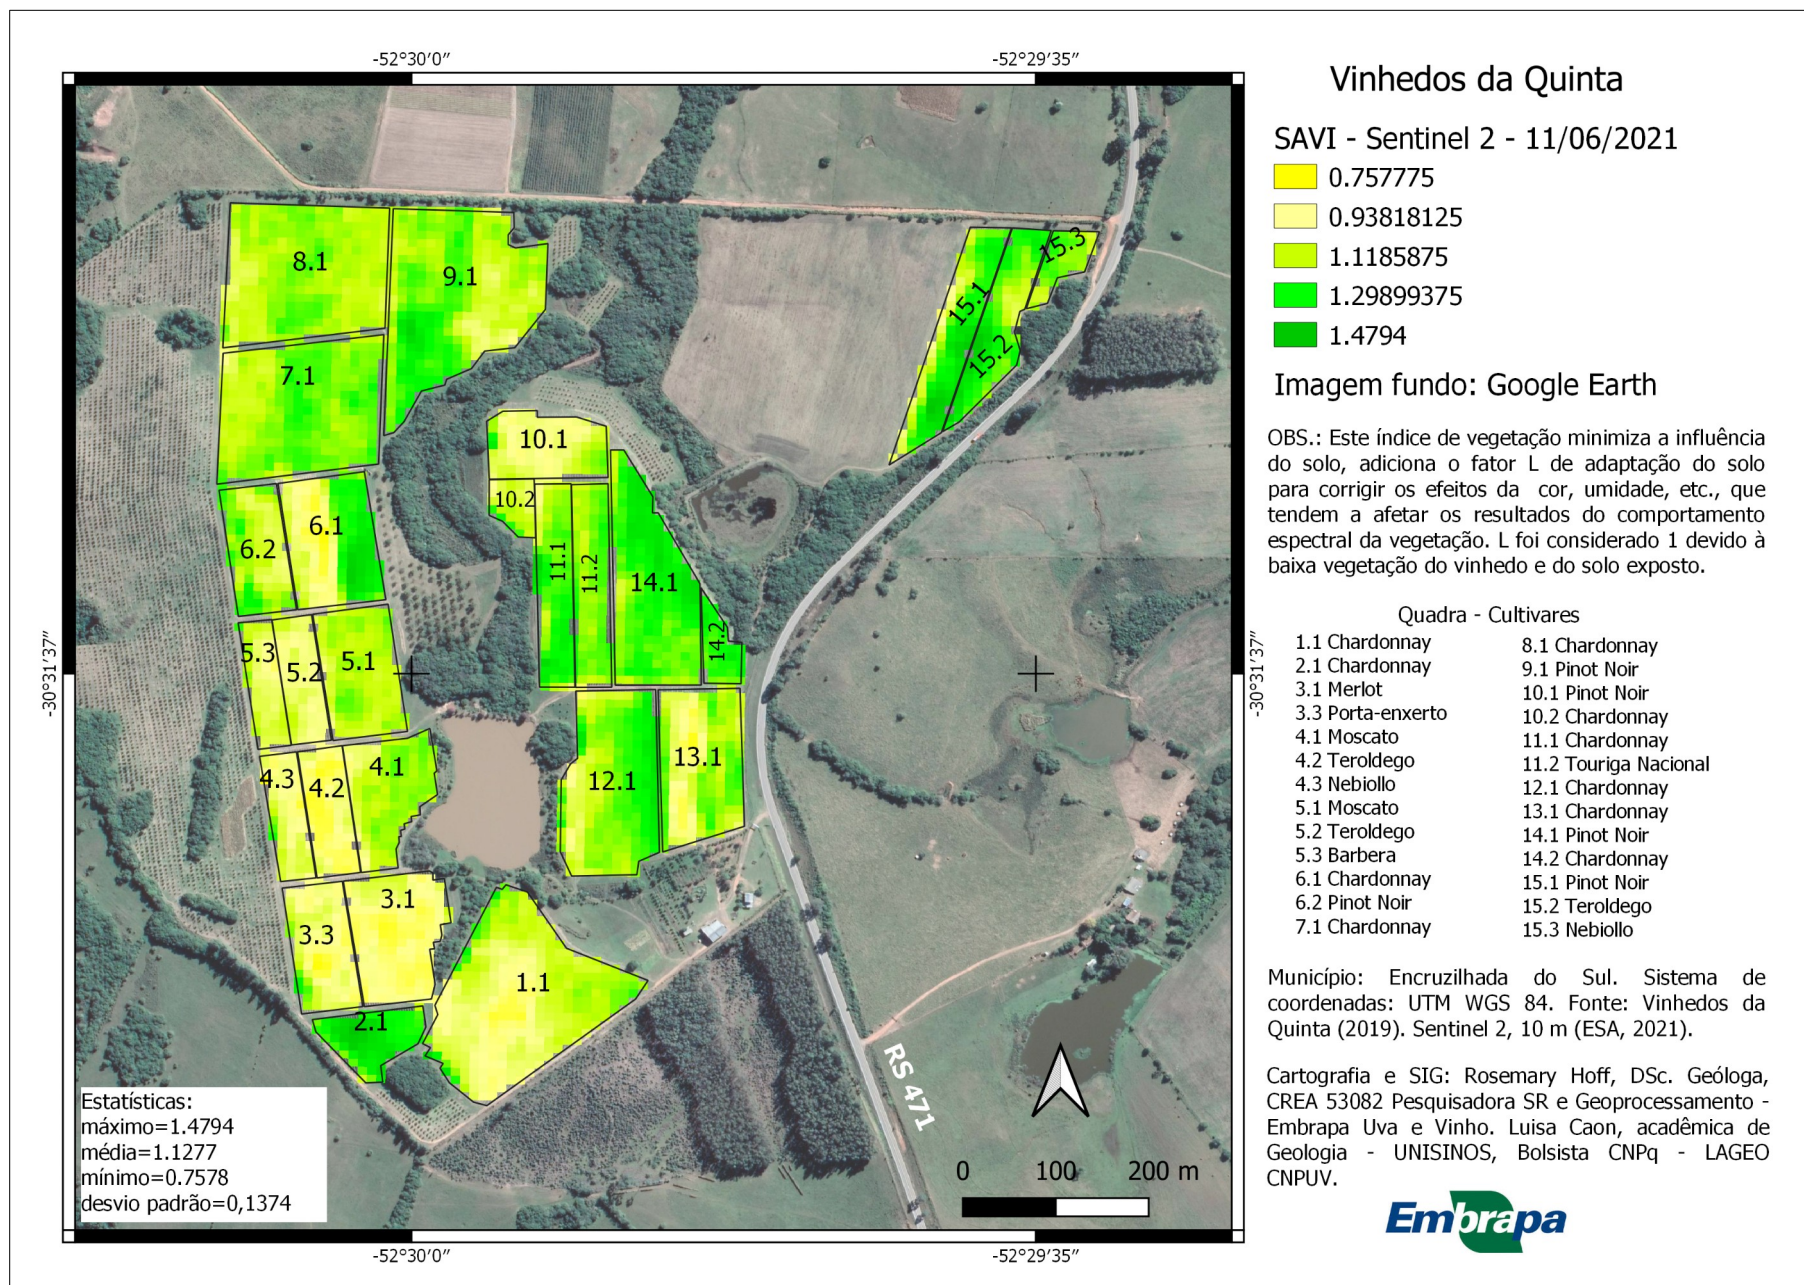 -52°30′0″
-52°29′35″
-30°31′37″
-30°31′37″
-52°30′0″
-52°29′35″
8.1
9.1
7.1
15.1
15.2
15.3
10.1
10.2
6.1
6.2
11.1
11.2
14.1
14.2
5.3
5.2
5.1
4.3
4.2
4.1
12.1
13.1
3.1
3.3
1.1
2.1
RS 471
0 100 200 m
Estatísticas:
máximo=1.4794
média=1.1277
mínimo=0.7578
desvio padrão=0,1374
Vinhedos da Quinta
SAVI - Sentinel 2 - 11/06/2021
0.757775
0.93818125
1.1185875
1.29899375
1.4794
Imagem fundo: Google Earth
OBS.: Este índice de vegetação minimiza a influência
do solo, adiciona o fator L de adaptação do solo
para corrigir os efeitos da cor, umidade, etc., que
tendem a afetar os resultados do comportamento
espectral da vegetação. L foi considerado 1 devido à
baixa vegetação do vinhedo e do solo exposto.
Quadra - Cultivares
1.1 Chardonnay
2.1 Chardonnay
3.1 Merlot
3.3 Porta-enxerto
4.1 Moscato
4.2 Teroldego
4.3 Nebiollo
5.1 Moscato
5.2 Teroldego
5.3 Barbera
6.1 Chardonnay
6.2 Pinot Noir
7.1 Chardonnay
8.1 Chardonnay
9.1 Pinot Noir
10.1 Pinot Noir
10.2 Chardonnay
11.1 Chardonnay
11.2 Touriga Nacional
12.1 Chardonnay
13.1 Chardonnay
14.1 Pinot Noir
14.2 Chardonnay
15.1 Pinot Noir
15.2 Teroldego
15.3 Nebiollo
Município: Encruzilhada do Sul. Sistema de
coordenadas: UTM WGS 84. Fonte: Vinhedos da
Quinta (2019). Sentinel 2, 10 m (ESA, 2021).
Cartografia e SIG: Rosemary Hoff, DSc. Geóloga,
CREA 53082 Pesquisadora SR e Geoprocessamento -
Embrapa Uva e Vinho. Luisa Caon, acadêmica de
Geologia - UNISINOS, Bolsista CNPq - LAGEO
CNPUV.
Embrapa